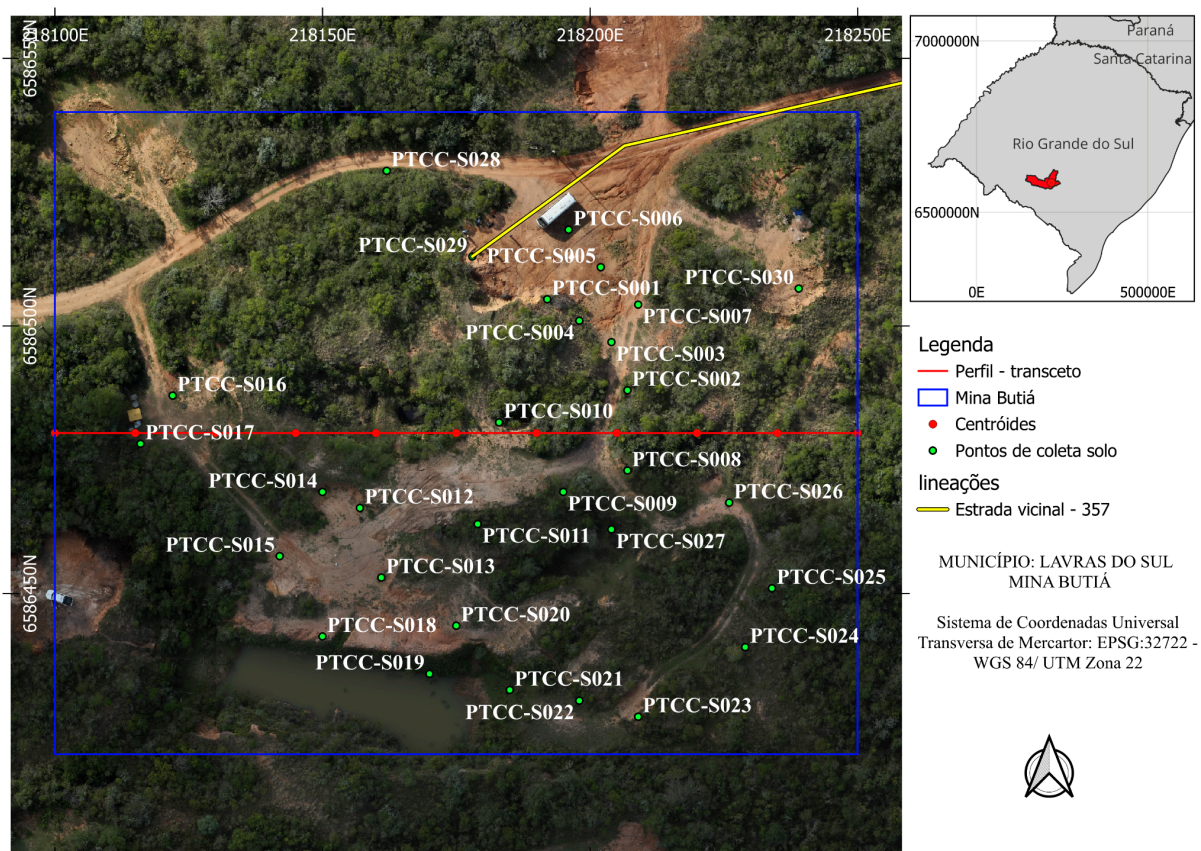 218100E
218150E
218200E
218250E
6586550N
6586500N
6586450N
PTCC-S028
PTCC-S006
PTCC-S029
PTCC-S005
PTCC-S030
PTCC-S001
PTCC-S007
PTCC-S004
PTCC-S003
PTCC-S002
PTCC-S016
PTCC-S010
PTCC-S017
PTCC-S008
PTCC-S014
PTCC-S012
PTCC-S009
PTCC-S026
PTCC-S011
PTCC-S027
PTCC-S015
PTCC-S013
PTCC-S025
PTCC-S020
PTCC-S018
PTCC-S024
PTCC-S019
PTCC-S021
PTCC-S022
PTCC-S023
Paraná
7000000N
Santa Catarina
Rio Grande do Sul
6500000N
0E
500000E
Legenda
Perfil - transceto
Mina Butiá
Centróides
Pontos de coleta solo
lineações
Estrada vicinal - 357
MUNICÍPIO: LAVRAS DO SUL
MINA BUTIÁ
Sistema de Coordenadas Universal
Transversa de Mercartor: EPSG:32722 -
WGS 84/ UTM Zona 22